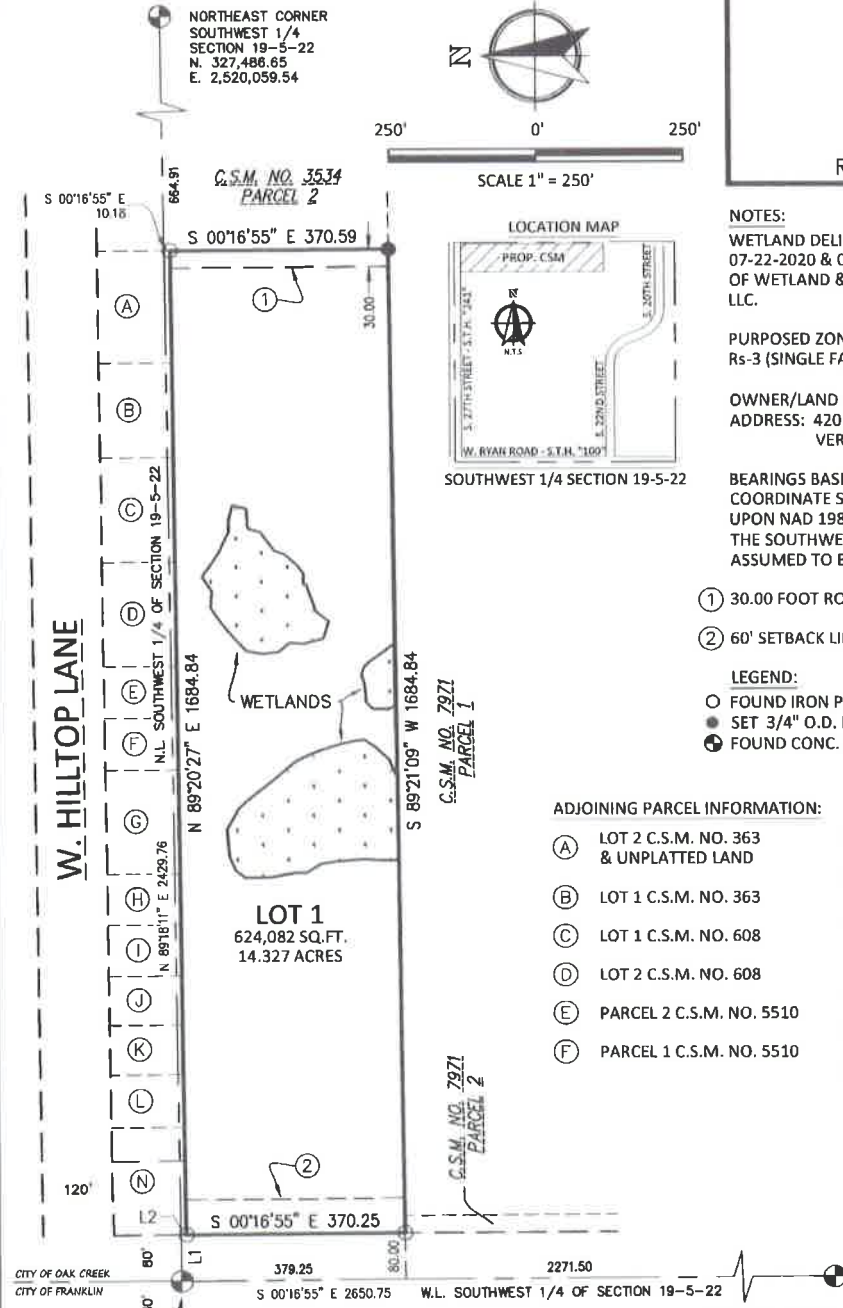 NORTHEAST CORNER
SOUTHWEST 1/4
SECTION 19-5-22
N. 327,486.65
E. 2,520,059.54
N
250' 0' 250'
SCALE 1" = 250'
664.91
C.S.M. NO. 3534
PARCEL 2
S 00°16'55" E
10.18
S 00°16'55" E 370.59
1
30.00
LOCATION MAP
PROP. CSM
S. 27TH STREET - S.T.H. "241"
N
N.T.S
S. 20TH STREET
S. 22ND STREET
W. RYAN ROAD - S.T.H. "100"
SOUTHWEST 1/4 SECTION 19-5-22
R
NOTES:
WETLAND DELI
07-22-2020 & 
OF WETLAND &
LLC.
PURPOSED ZON
Rs-3 (SINGLE FA
OWNER/LAND
ADDRESS: 420
VER
BEARINGS BAS
COORDINATE S
UPON NAD 198
THE SOUTHWE
ASSUMED TO B
1 30.00 FOOT RO
2 60' SETBACK LI
LEGEND:
FOUND IRON P
SET 3/4" O.D.
FOUND CONC.
A
B
C
D
E
F
G
H
I
J
K
L
N
W. HILLTOP LANE
N.L. SOUTHWEST 1/4 OF SECTION 19-5-22
N 89°18'11" E 2429.76
N 89°20'27" E 1684.84
WETLANDS
S 89°21'09" W 1684.84
C.S.M. NO. 7971
PARCEL 1
LOT 1
624,082 SQ.FT.
14.327 ACRES
ADJOINING PARCEL INFORMATION:
A LOT 2 C.S.M. NO. 363
& UNPLATTED LAND
B LOT 1 C.S.M. NO. 363
C LOT 1 C.S.M. NO. 608
D LOT 2 C.S.M. NO. 608
E PARCEL 2 C.S.M. NO. 5510
F PARCEL 1 C.S.M. NO. 5510
C.S.M. NO. 7971
PARCEL 2
2
120'
L2
S 00°16'55" E 370.25
L1
80'
80.00
CITY OF OAK CREEK
CITY OF FRANKLIN
379.25 2271.50
S 00°16'55" E 2650.75 W.L. SOUTHWEST 1/4 OF SECTION 19-5-22